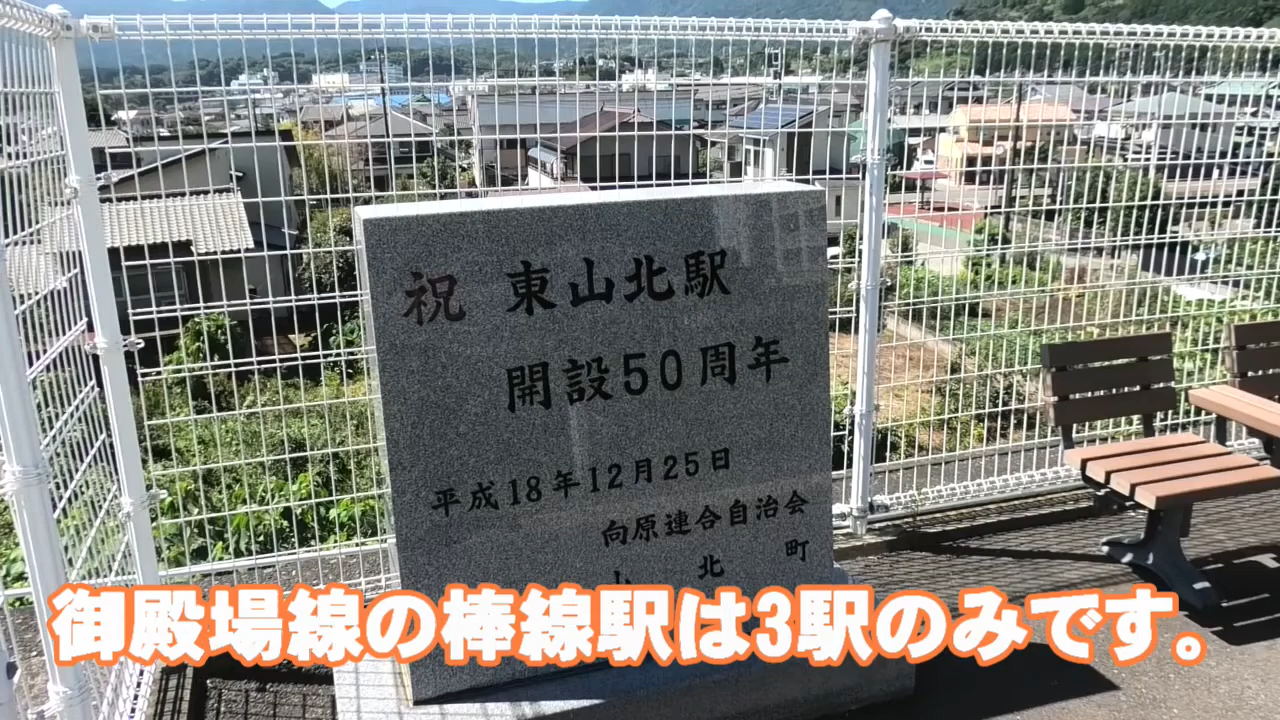 祝 東山北駅
開設50周年
平成18年12月25日
向原連合自治会
山北町
御殿場線の棒線駅は3駅のみです。